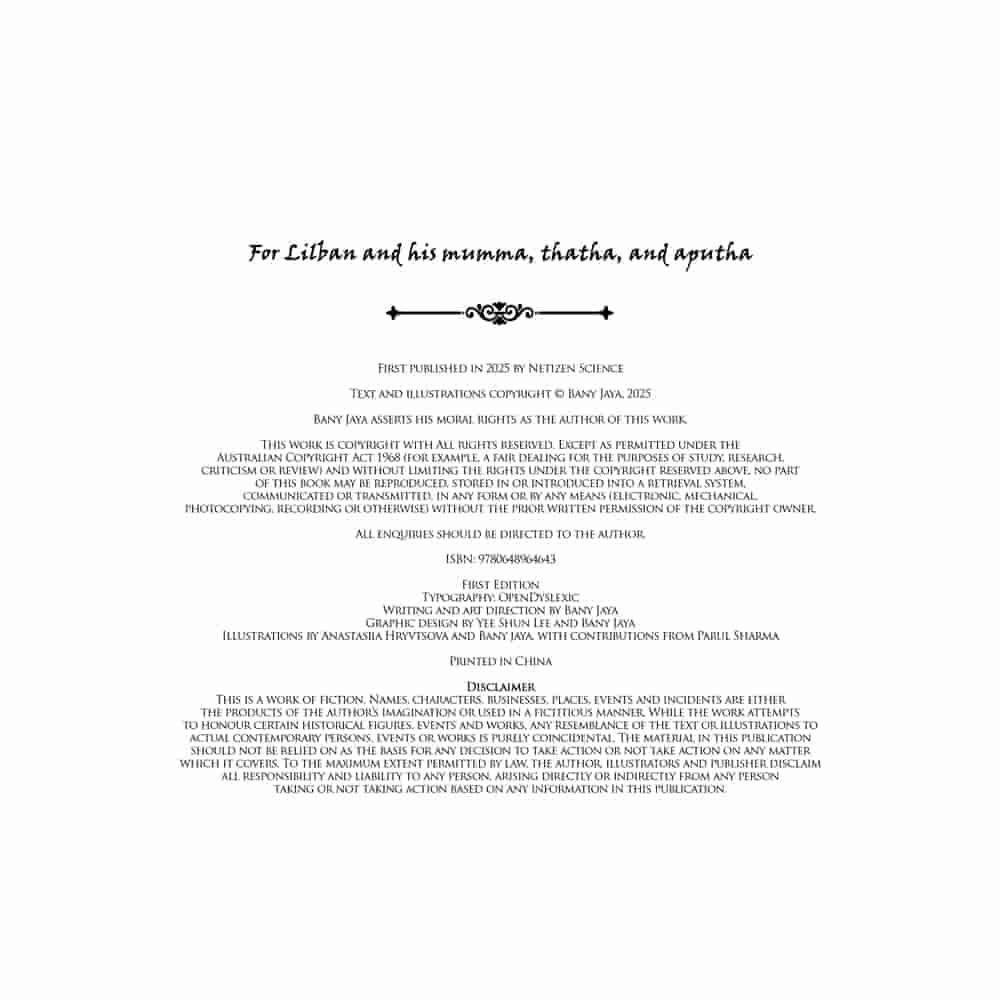 For Lilban and his mumma, thatha, and aputha
First published in 2025 by Netizen Science
Text and illustrations copyright © Bany Jaya, 2025
Bany Jaya asserts his moral rights as the author of this work.
This work is copyright with All rights reserved. Except as permitted under the
Australian Copyright Act 1968 (for example, a fair dealing for the purposes of study, research,
criticism or review) and without limiting the rights under the copyright reserved above, no part
of this book may be reproduced, stored in or introduced into a retrieval system,
communicated or transmitted, in any form or by any means (electronic, mechanical,
photocopying, recording or otherwise) without the prior written permission of the copyright owner.
All enquiries should be directed to the author.
ISBN: 9780648964643
First Edition
Typography: OpenDyslexic
Writing and art direction by Bany Jaya
Graphic design by Yee Shun Lee and Bany Jaya
Illustrations by Anastasiia Hryvtsova and Bany jaya, with contributions from Parul Sharma
Printed in China
Disclaimer
This is a work of fiction. Names, characters, businesses, places, events and incidents are either
the products of the author's imagination or used in a fictitious manner. While the work attempts
to honour certain historical figures, events and works, any resemblance of the text or illustrations to
actual contemporary persons, events or works is purely coincidental. The material in this publication
should not be relied on as the basis for any decision to take action or not take action on any matter
which it covers. To the maximum extent permitted by law, the author, illustrators and publisher disclaim
all responsibility and liability to any person, arising directly or indirectly from any person
taking or not taking action based on any information in this publication.